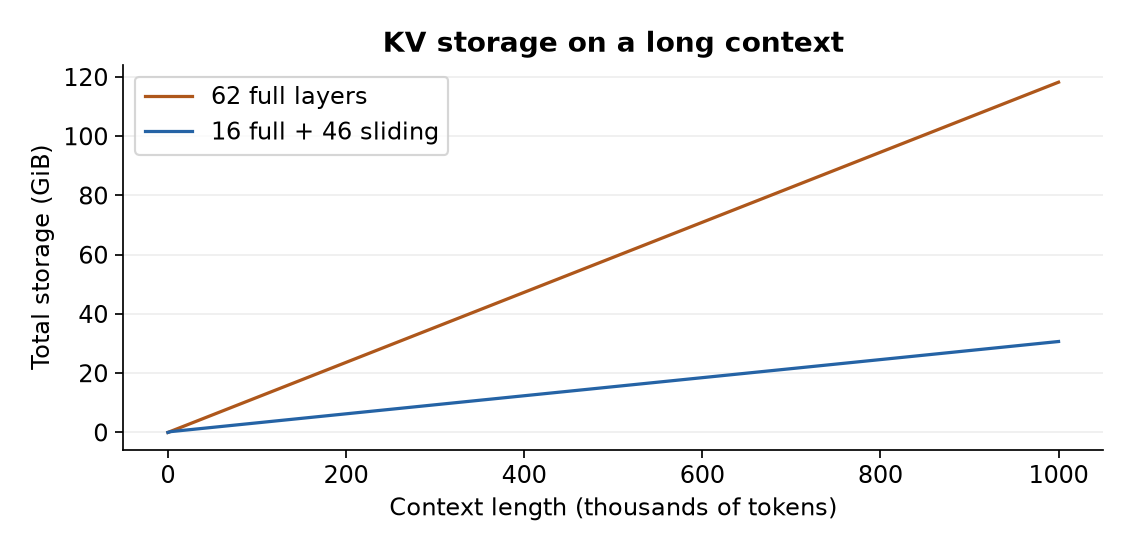 KV storage on a long context
62 full layers
16 full + 46 sliding
Total storage (GiB)
120
100
80
60
40
20
0
0 200 400 600 800 1000
Context length (thousands of tokens)